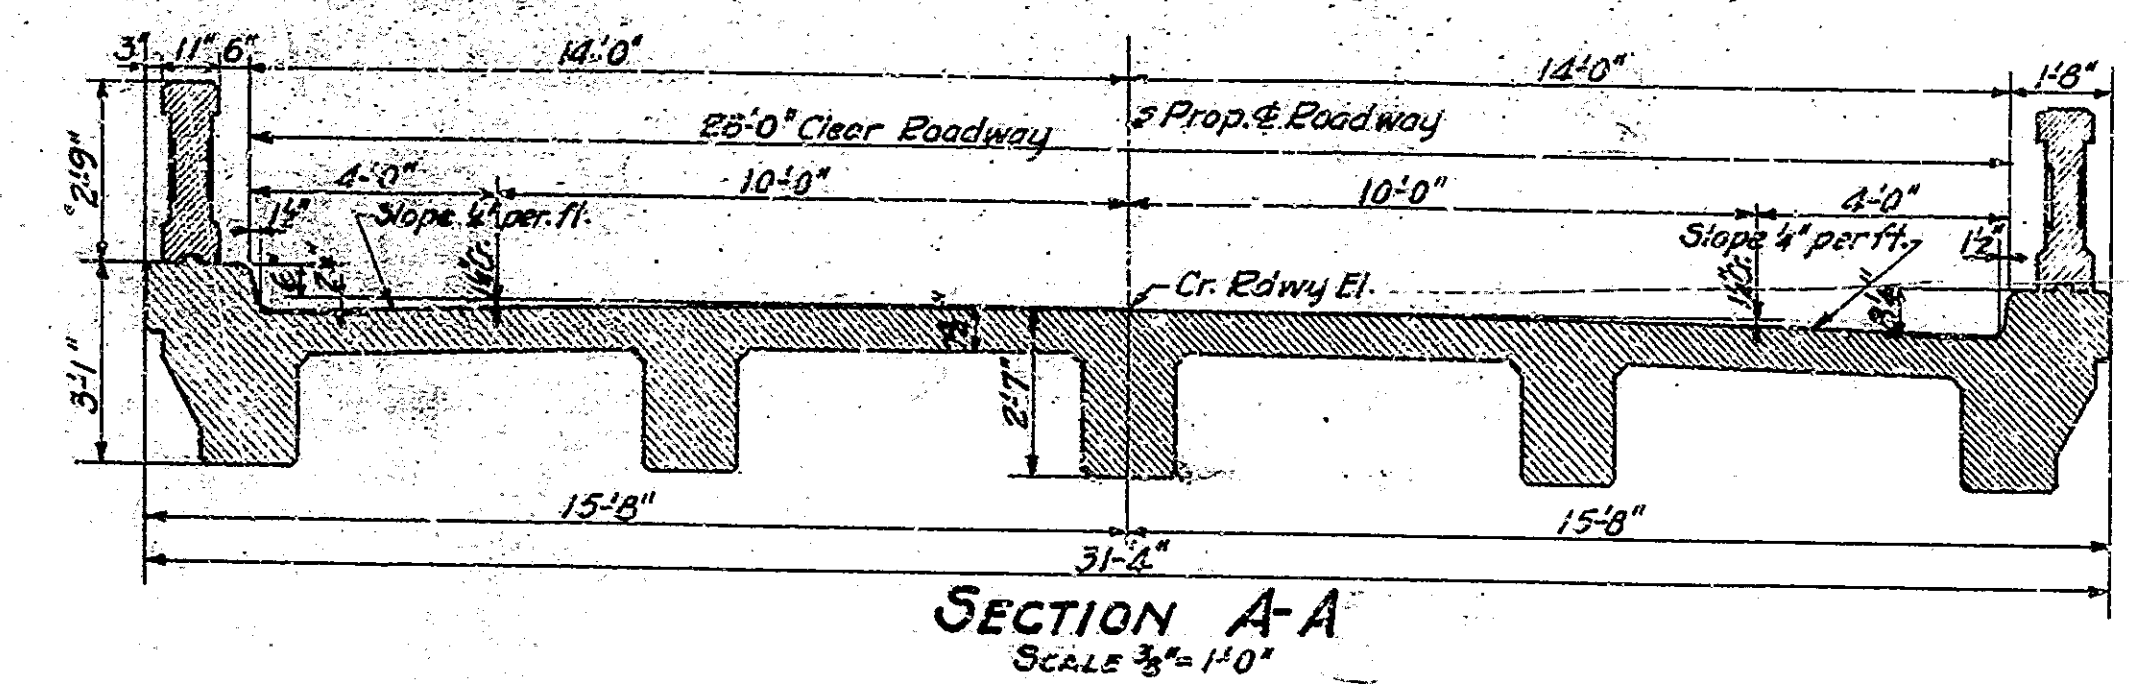 3" 11" 6" 14'-0" 14'-0" 1'-8"
28'-0" Clear Roadway Prop. ℄ Roadway
2'-9"
4'-0" 10'-0" 10'-0" 4'-0"
1½" Slope ¼" per. ft. Slope ¼" per ft. 1½"
6" Cr. Rdwy El.
3'-1" 2'-7"
15'-8" 15'-8"
31'-4"
SECTION A-A
SCALE ⅜" = 1'-0"